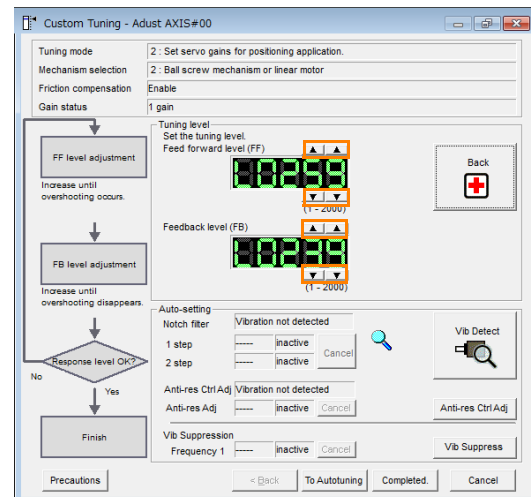 Custom Tuning - Adust AXIS#00
Tuning mode 2 : Set servo gains for positioning application.
Mechanism selection 2 : Ball screw mechanism or linear motor
Friction compensation Enable
Gain status 1 gain
FF level adjustment
Increase until
overshooting occurs.
FB level adjustment
Increase until
overshooting disappears.
Response level OK?
No
Yes
Finish
Tuning level
Set the tuning level.
Feed forward
level (FF)
L0259
(1 - 2000)
Feedback level (FB)
L0244
(1 - 2000)
Back
Auto-setting
Notch filter Vibration not detected
1 step ----- inactive
Cancel
2 step ----- inactive
Vib Detect
Anti-res Ctrl Adj Vibration not detected
Anti-res Adj ----- inactive Cancel Anti-res Ctrl Adj
Vib Suppression
Frequency 1 ----- inactive Cancel Vib Suppress
Precautions < Back To Autotuning Completed. Cancel